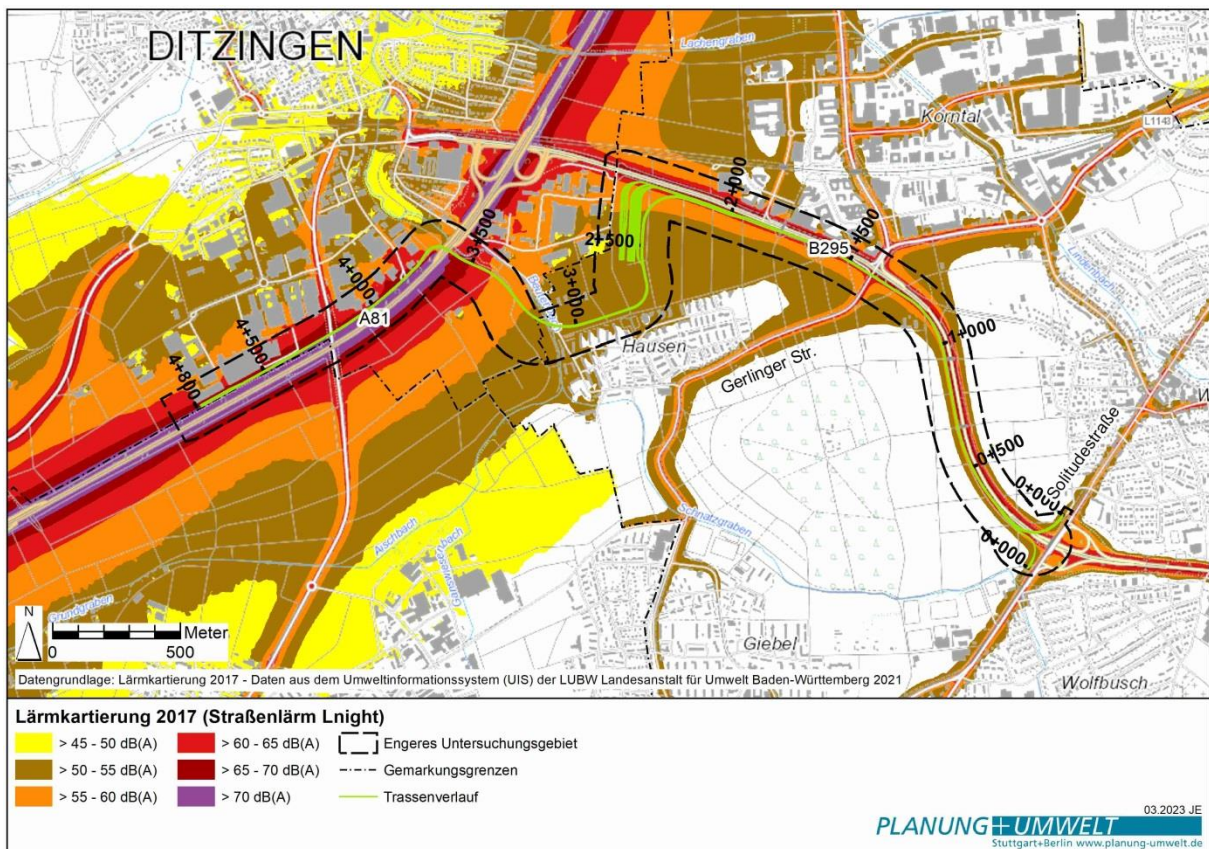 DITZINGEN
Lachengraben
Korntal
L1143
Lindenbach
2+000
B295
+500
3+500
2+500
3+000
4+000
A81
4+500
4+800
Hausen
Gerlinger Str.
1+000
0+500
Solitudestraße
0+000
0+000
Schnatzgraben
Aischbach
Grundgraben
Giebel
Wolfbusch
W
N
Meter
0 500
Datengrundlage: Lärmkartierung 2017 - Daten aus dem Umweltinformationssystem (UIS) der LUBW Landesanstalt für Umwelt Baden-Württemberg 2021
Lärmkartierung 2017 (Straßenlärm Lnight)
> 45 - 50 dB(A)
> 50 - 55 dB(A)
> 55 - 60 dB(A)
> 60 - 65 dB(A)
> 65 - 70 dB(A)
> 70 dB(A)
Engeres Untersuchungsgebiet
Gemarkungsgrenzen
Trassenverlauf
03.2023 JE
PLANUNG+UMWELT
Stuttgart+Berlin www.planung-umwelt.de